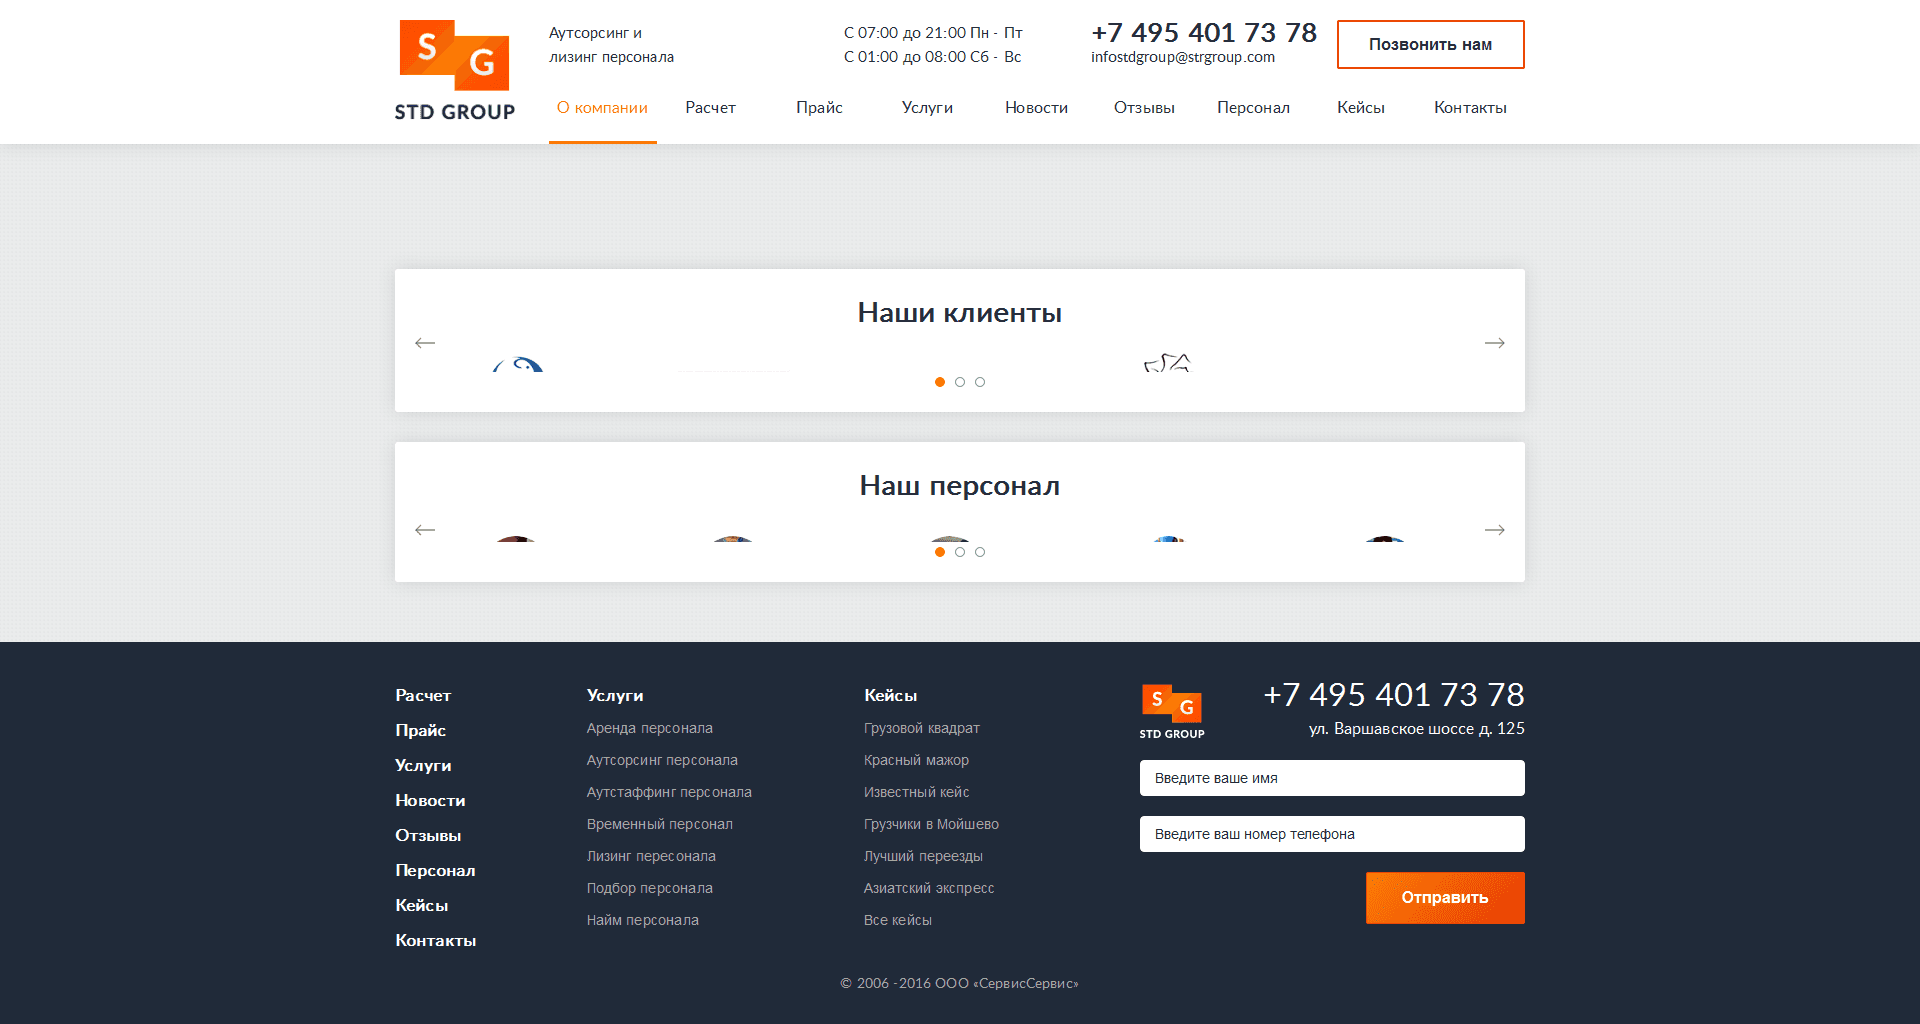 S G
STD GROUP
Аутсорсинг и
лизинг персонала
С 07:00 до 21:00 Пн - Пт
С 01:00 до 08:00 Сб - Вс
+7 495 401 73 78
infostdgroup@strgroup.com
Позвонить нам
О компании Расчет Прайс Услуги Новости Отзывы Персонал Кейсы Контакты
Наши клиенты
Наш персонал
Расчет
Прайс
Услуги
Новости
Отзывы
Персонал
Кейсы
Контакты
Услуги
Аренда персонала
Аутсорсинг персонала
Аутстаффинг персонала
Временный персонал
Лизинг пересонала
Подбор персонала
Найм персонала
Кейсы
Грузовой квадрат
Красный мажор
Известный кейс
Грузчики в Мойшево
Лучший переезды
Азиатский экспресс
Все кейсы
S G
STD GROUP
+7 495 401 73 78
ул. Варшавское шоссе д. 125
Введите ваше имя
Введите ваш номер телефона
Отправить
© 2006 -2016 ООО «СервисСервис»